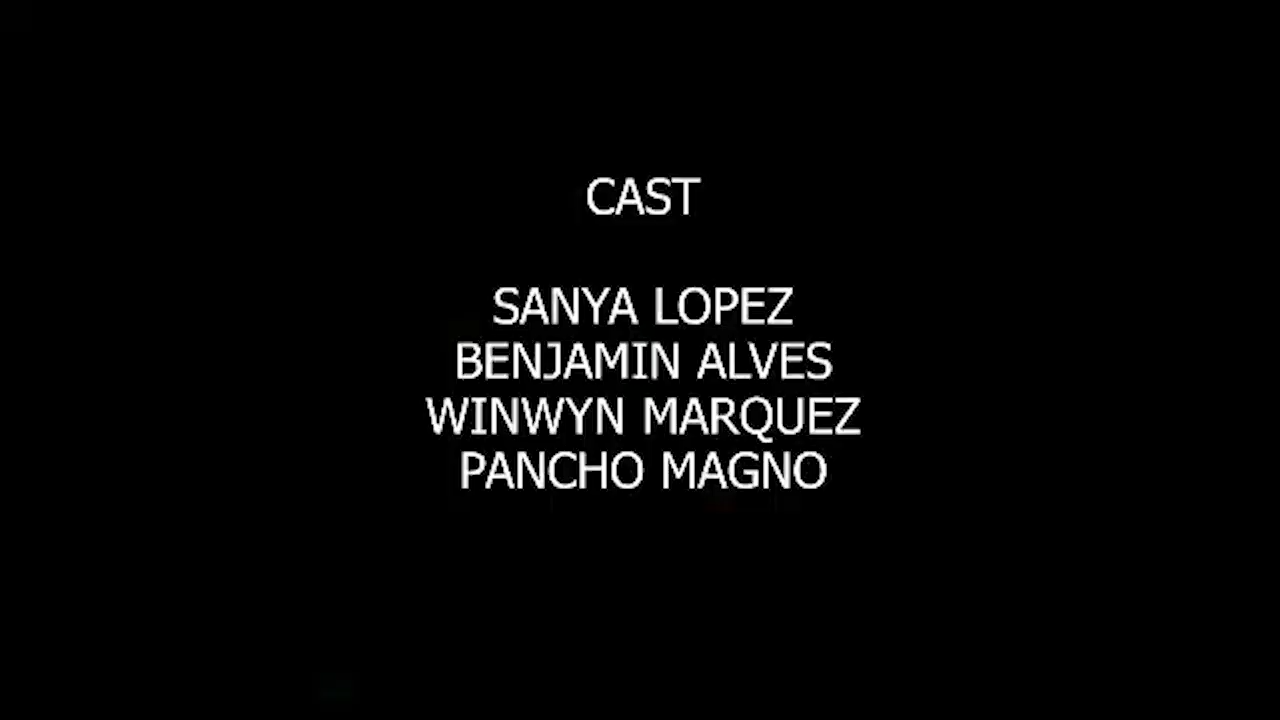 CAST
SANYA LOPEZ
BENJAMIN ALVES
WINWYN MARQUEZ
PANCHO MAGNO